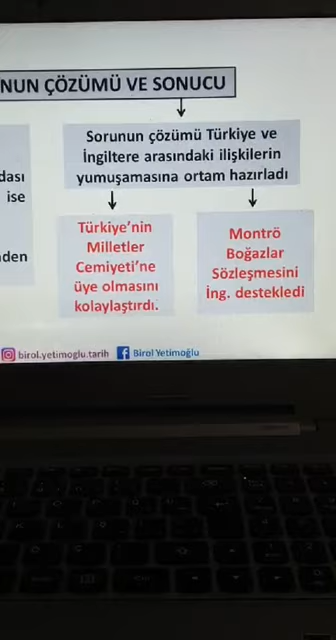 NUN ÇÖZÜMÜ VE SONUCU
dası
ise
den
Sorunun çözümü Türkiye ve
İngiltere arasındaki ilişkilerin
yumuşamasına ortam hazırladı
Türkiye’nin
Milletler
Cemiyeti’ne
üye olmasını
kolaylaştırdı.
Montrö
Boğazlar
Sözleşmesini
İng. destekledi
birol.yetimoglu.tarih
Birol Yetimoğlu